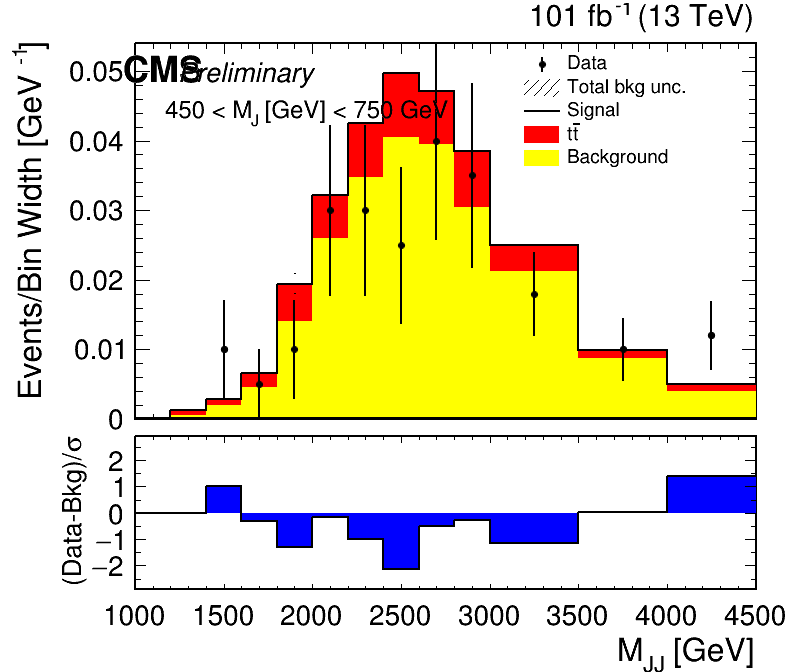 101 fb⁻¹ (13 TeV)
CMS Preliminary
450 < M_J [GeV] < 750 GeV
Data
Total bkg unc.
Signal
tt̅
Background
Events/Bin Width [GeV⁻¹]
0.05
0.04
0.03
0.02
0.01
0
(Data-Bkg)/σ
2
1
0
−1
−2
1000 1500 2000 2500 3000 3500 4000 4500
M_JJ [GeV]